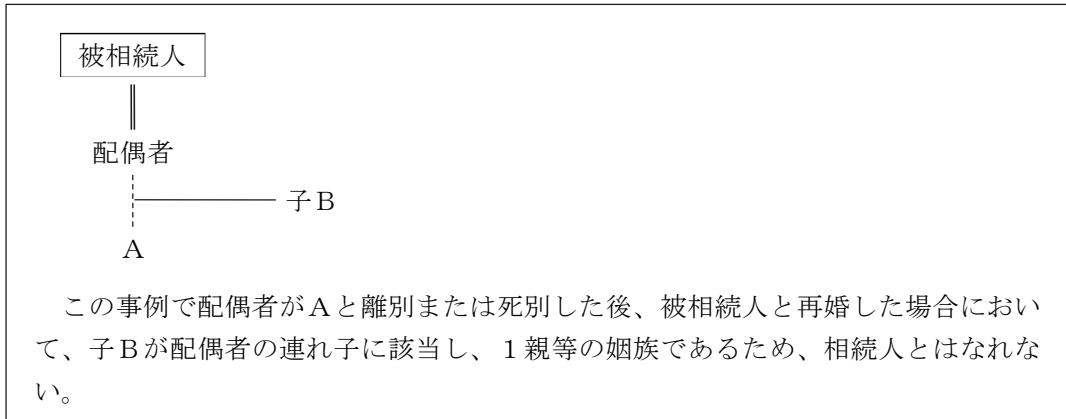 被相続人
配偶者
子Ｂ
Ａ
この事例で配偶者がＡと離別または死別した後、被相続人と再婚した場合におい
て、子Ｂが配偶者の連れ子に該当し、１親等の姻族であるため、相続人とはなれな
い。